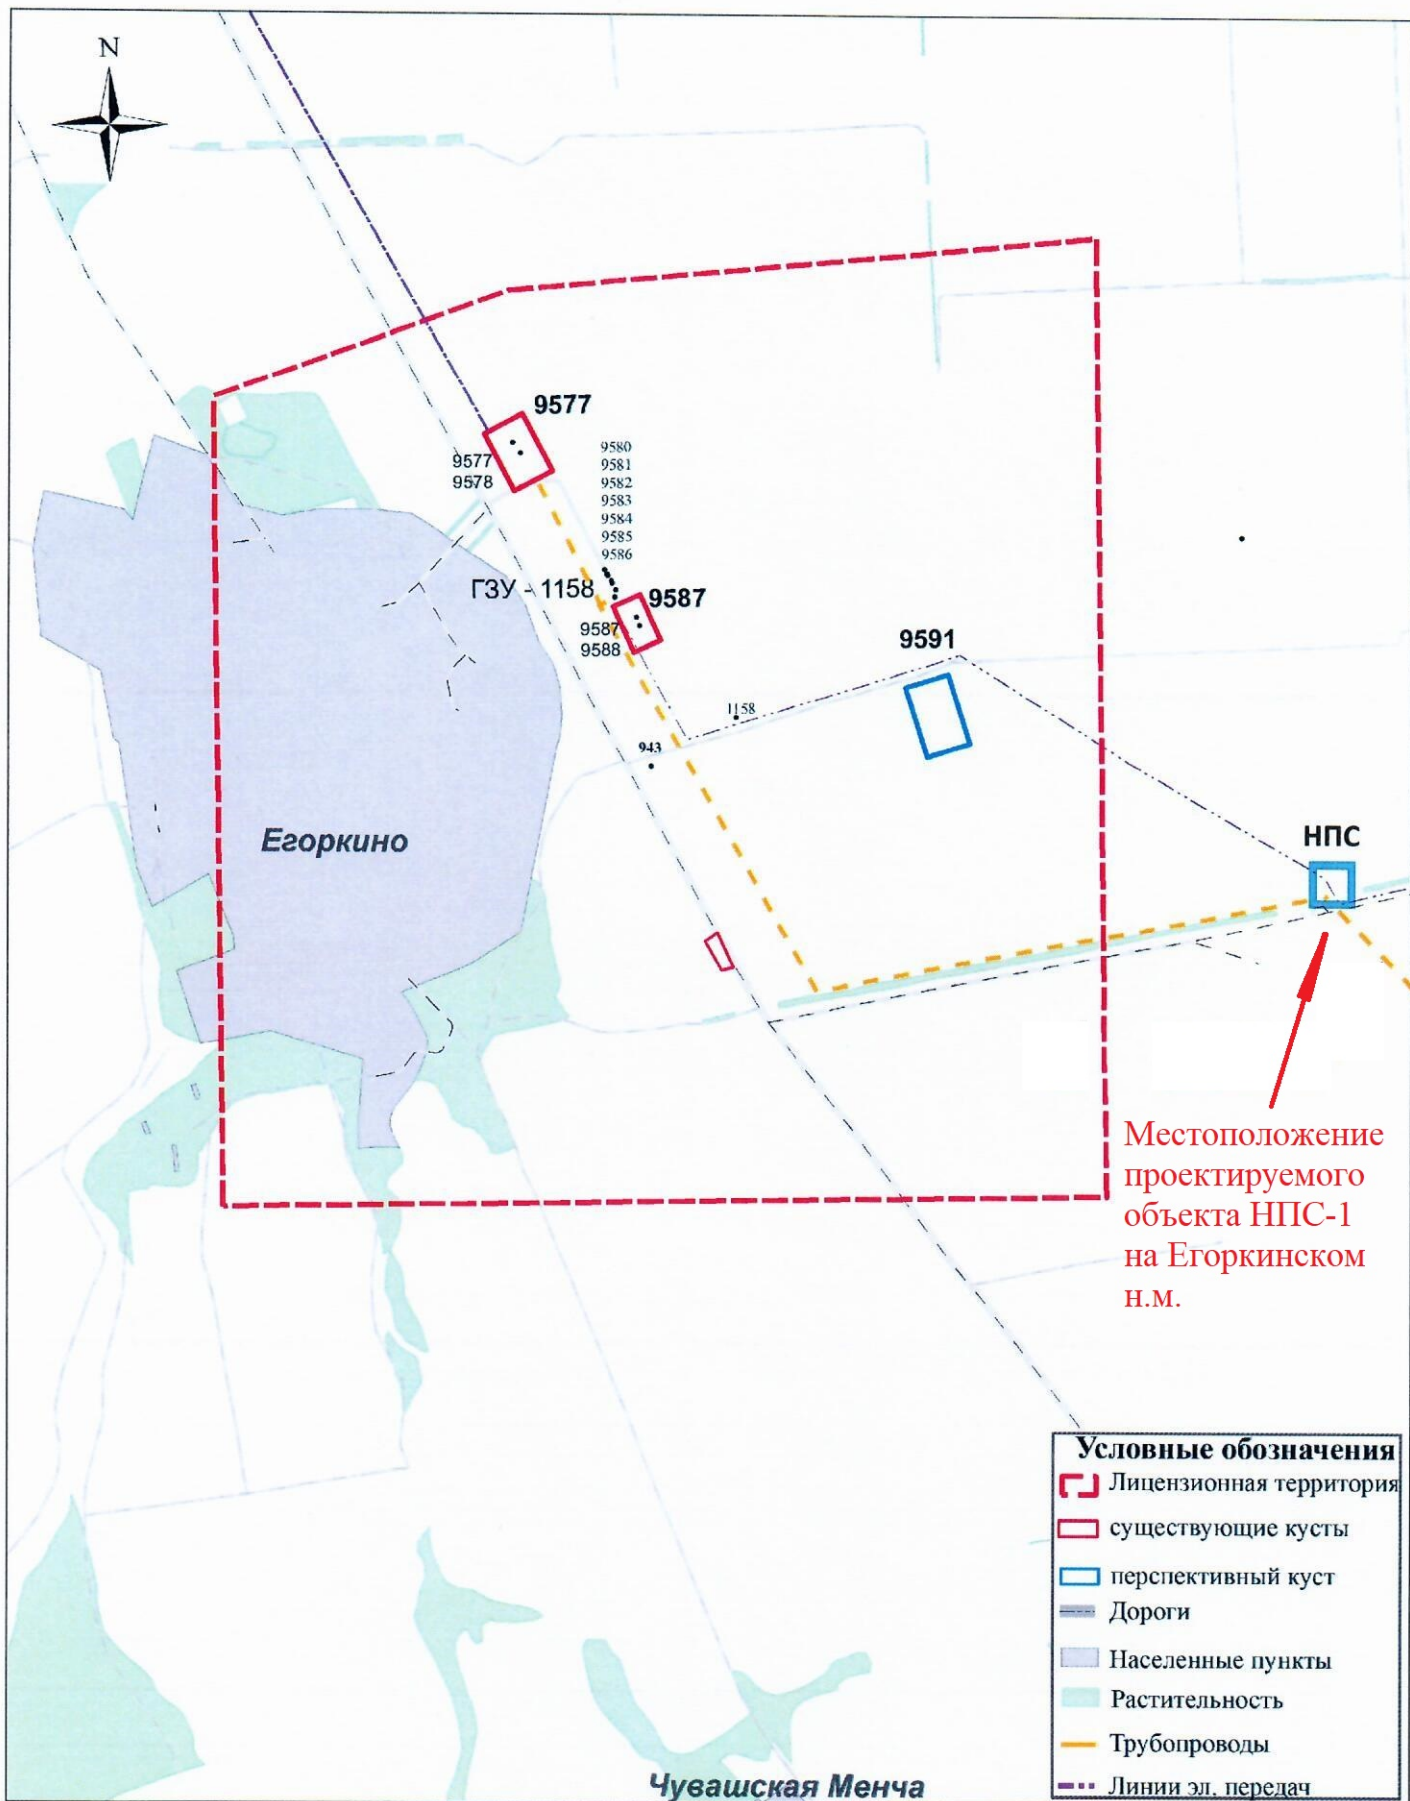 N
9577
9577
9578
9580
9581
9582
9583
9584
9585
9586
ГЗУ - 1158
9587
9587
9588
9591
1158
943
НПС
Егоркино
Местоположение
проектируемого
объекта НПС-1
на Егоркинском
н.м.
Условные обозначения
Лицензионная территория
существующие кусты
перспективный куст
Дороги
Населенные пункты
Растительность
Трубопроводы
Линии эл. передач
Чувашская Менча